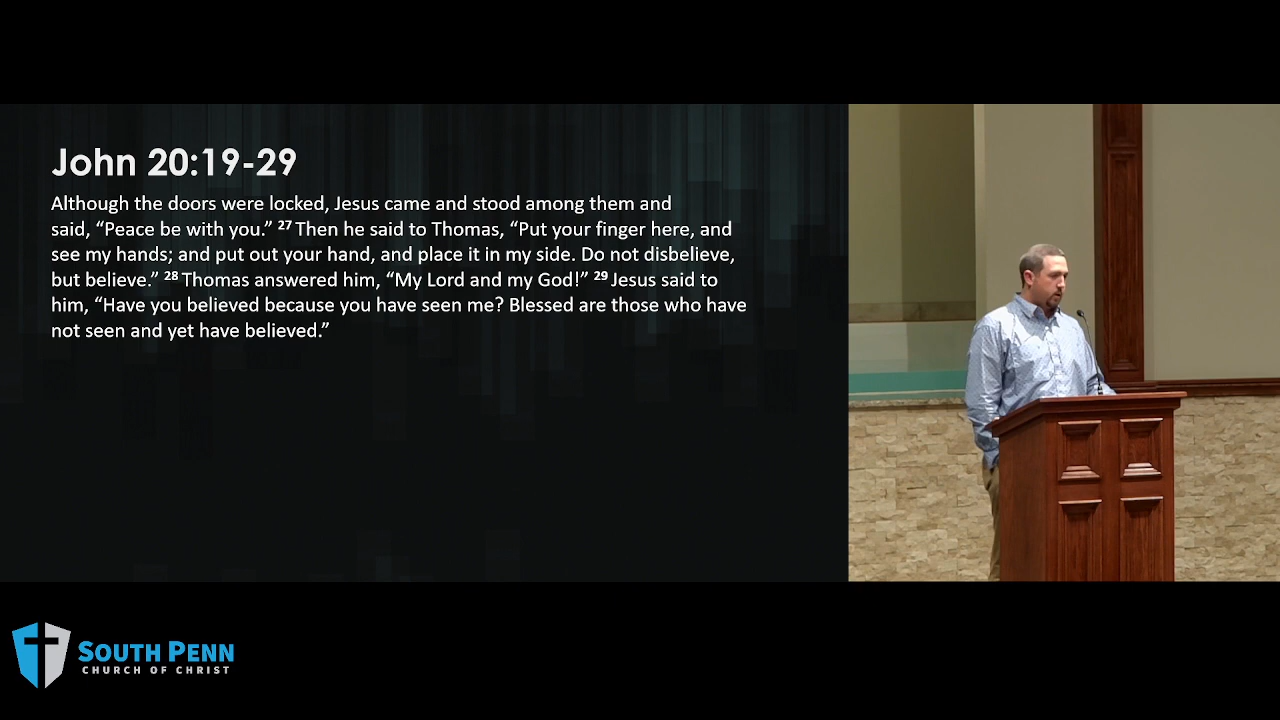 John 20:19-29
Although the doors were locked, Jesus came and stood among them and
said, “Peace be with you.” 27 Then he said to Thomas, “Put your finger here, and
see my hands; and put out your hand, and place it in my side. Do not disbelieve,
but believe.” 28 Thomas answered him, “My Lord and my God!” 29 Jesus said to
him, “Have you believed because you have seen me? Blessed are those who have
not seen and yet have believed.”
SOUTH PENN
CHURCH OF CHRIST